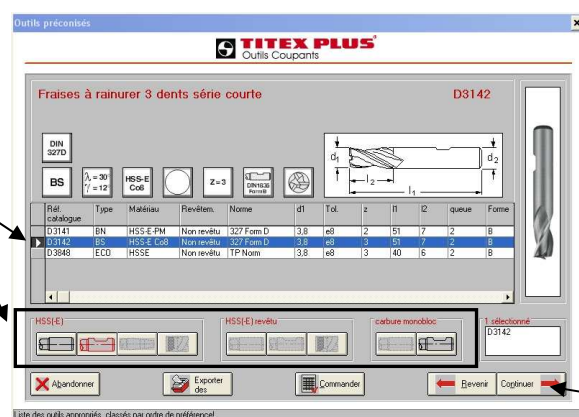 Outils préconisés
TITEX PLUS
Outils Coupants
Fraises à rainurer 3 dents série courte D3142
DIN 327D
BS
λ = 30°
γ = 12°
HSS-E Co8
Z=3
DIN1835 Form B
d1 d2 l2 l1
Réf. catalogue Type Matériau Revêtem. Norme d1 Tol. z l1 l2 queue Forme
D3141 BN HSS-E-PM Non revêtu 327 Form D 3,8 e8 2 51 7 2 B
D3142 BS HSS-E Co8 Non revêtu 327 Form D 3,8 e8 3 51 7 2 B
D3848 ECO HSSE Non revêtu TP Norm 3,8 e8 3 40 6 2 B
HSS(-E) HSS(-E) revêtu carbure monobloc 1 sélectionné
D3142
Abandonner Exporter des Commander Revenir Continuer
Liste des outils appropriés, classés par ordre de préférence!